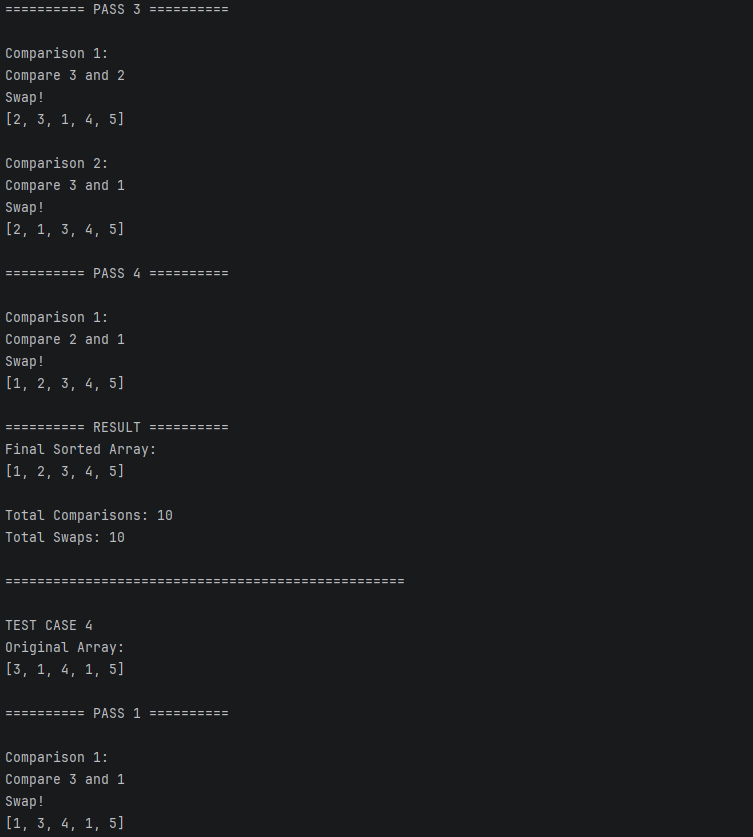 ========== PASS 3 ==========
Comparison 1:
Compare 3 and 2
Swap!
[2, 3, 1, 4, 5]
Comparison 2:
Compare 3 and 1
Swap!
[2, 1, 3, 4, 5]
========== PASS 4 ==========
Comparison 1:
Compare 2 and 1
Swap!
[1, 2, 3, 4, 5]
========== RESULT ==========
Final Sorted Array:
[1, 2, 3, 4, 5]
Total Comparisons: 10
Total Swaps: 10
==================================================
TEST CASE 4
Original Array:
[3, 1, 4, 1, 5]
========== PASS 1 ==========
Comparison 1:
Compare 3 and 1
Swap!
[1, 3, 4, 1, 5]